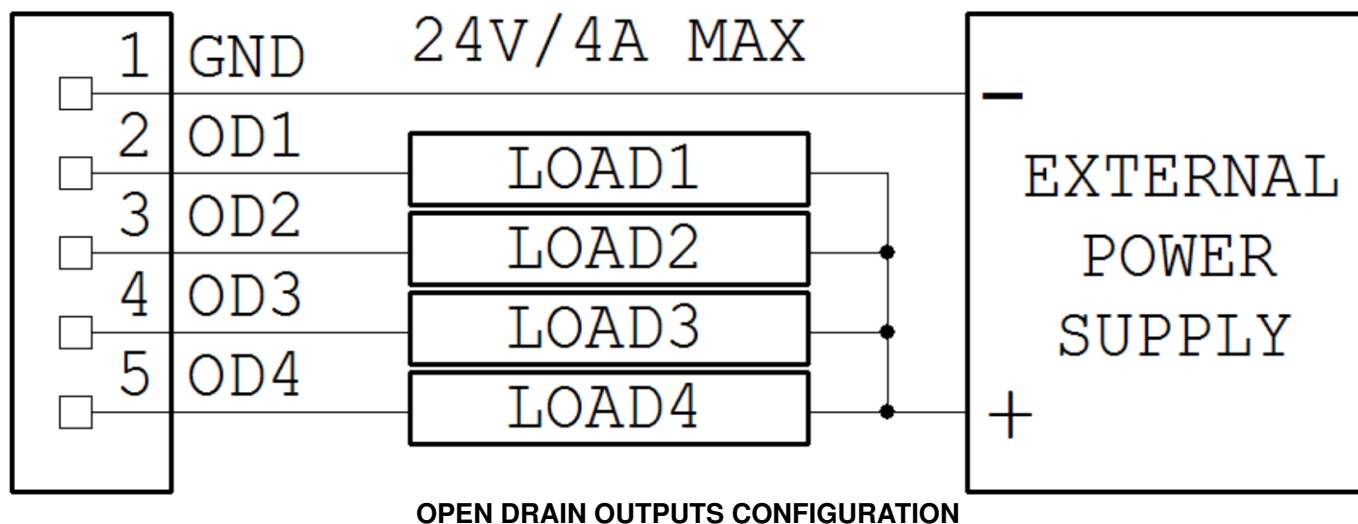 1 GND 24V/4A MAX
-
2 OD1
LOAD1
3 OD2
LOAD2
4 OD3
LOAD3
5 OD4
LOAD4
EXTERNAL
POWER
SUPPLY
+
OPEN DRAIN OUTPUTS CONFIGURATION